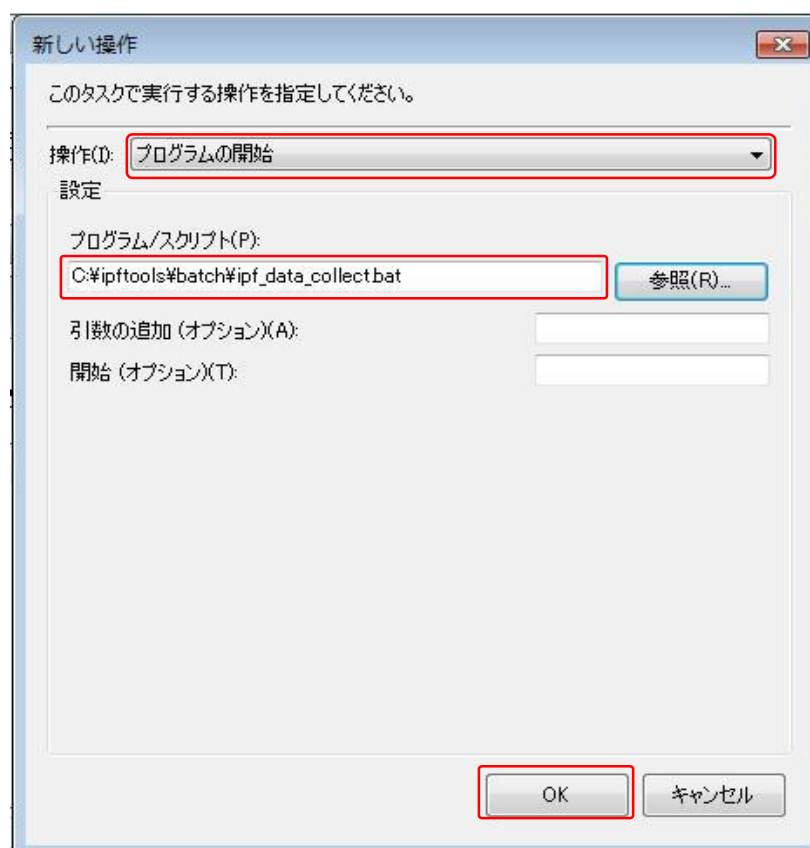 新しい操作
このタスクで実行する操作を指定してください。
操作(I): プログラムの開始
設定
プログラム/スクリプト(P):
C:¥ipftools¥batch¥ipf_data_collect.bat 参照(R)...
引数の追加 (オプション)(A):
開始 (オプション)(T):
OK キャンセル